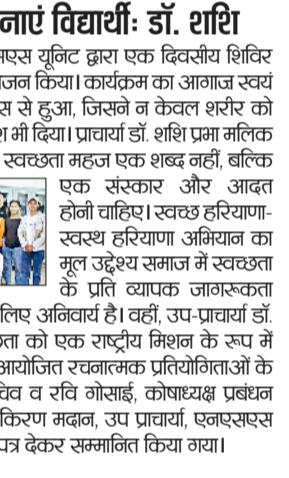 नाएं विद्यार्थीः डॉ. शशि
एसएस यूनिट द्वारा एक दिवसीय शिविर
जन किया। कार्यक्रम का आगाज स्वयं
स से हुआ, जिसने न केवल शरीर को
श भी दिया। प्राचार्या डॉ. शशि प्रभा मलिक
स्वच्छता महज एक शब्द नहीं, बल्कि
एक संस्कार और आदत
होनी चाहिए। स्वच्छ हरियाणा-
स्वस्थ हरियाणा अभियान का
मूल उद्देश्य समाज में स्वच्छता
के प्रति व्यापक जागरूकता
लिए अनिवार्य है। वहीं, उप-प्राचार्या डॉ.
ता को एक राष्ट्रीय मिशन के रूप में
आयोजित रचनात्मक प्रतियोगिताओं के
चिव व रवि गोसाई, कोषाध्यक्ष प्रबंधन
किरण मदान, उप प्राचार्या, एनएसएस
पत्र देकर सम्मानित किया गया।